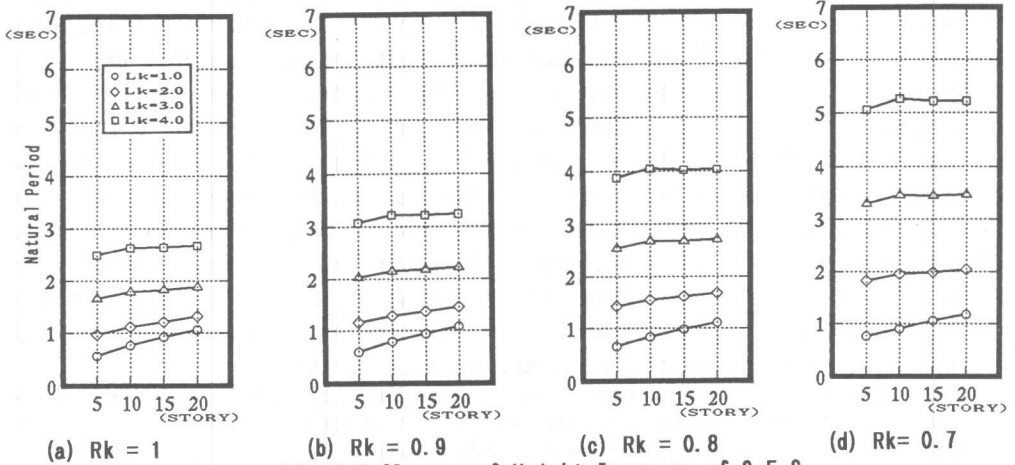 7 (SEC) 6 5 4 3 2 1 0
Natural Period
Lk=1.0
Lk=2.0
Lk=3.0
Lk=4.0
5 10 15 20
(STORY)
(a) Rk = 1
7 (SEC) 6 5 4 3 2 1 0
5 10 15 20
(STORY)
(b) Rk = 0.9
7 (SEC) 6 5 4 3 2 1 0
5 10 15 20
(STORY)
(c) Rk = 0.8
7 (SEC) 6 5 4 3 2 1 0
5 10 15 20
(STORY)
(d) Rk= 0.7